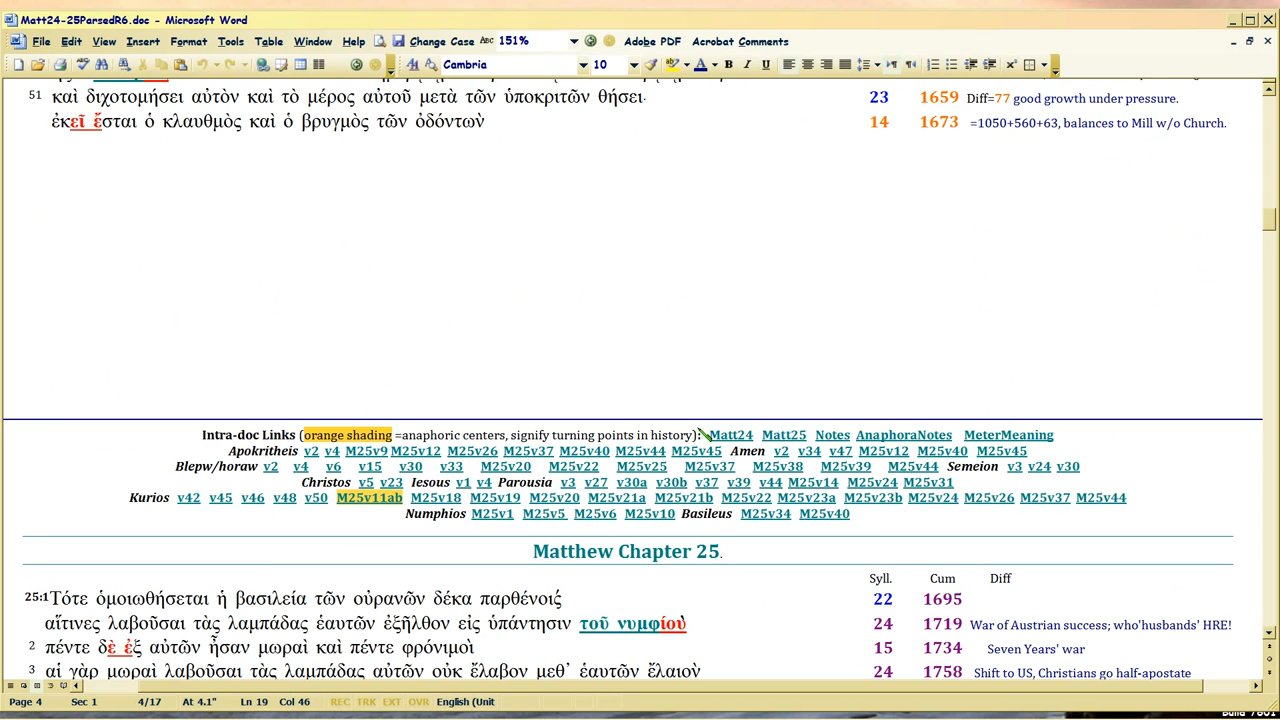 Matt24-25ParsedR6.doc - Microsoft Word
File Edit View Insert Format Tools Table Window Help Change Case 151% Adobe PDF Acrobat Comments
Cambria 10 B I U
51 καὶ διχοτομήσει αὐτὸν καὶ τὸ μέρος αὐτοῦ μετὰ τῶν ὑποκριτῶν θήσει· 23 1659 Diff=77 good growth under pressure.
ἐκεῖ ἔσται ὁ κλαυθμὸς καὶ ὁ βρυγμὸς τῶν ὀδόντων 14 1673 =1050+560+63, balances to Mill w/o Church.
Intra-doc Links (orange shading =anaphoric centers, signify turning points in history): Matt24 Matt25 Notes AnaphoraNotes MeterMeaning
Apokritheis v2 v4 M25v9 M25v12 M25v26 M25v37 M25v40 M25v44 M25v45 Amen v2 v34 v47 M25v12 M25v40 M25v45
Blepw/horaw v2 v4 v6 v15 v30 v33 M25v20 M25v22 M25v25 M25v37 M25v38 M25v39 M25v44 Semeion v3 v24 v30
Christos v5 v23 Iesous v1 v4 Parousia v3 v27 v30a v30b v37 v39 v44 M25v14 M25v24 M25v31
Kurios v42 v45 v46 v48 v50 M25v11ab M25v18 M25v19 M25v20 M25v21a M25v21b M25v22 M25v23a M25v23b M25v24 M25v26 M25v37 M25v44
Numphios M25v1 M25v5 M25v6 M25v10 Basileus M25v34 M25v40
Matthew Chapter 25.
Syll. Cum Diff
25:1 Τότε ὁμοιωθήσεται ἡ βασιλεία τῶν οὐρανῶν δέκα παρθένοις 22 1695
αἵτινες λαβοῦσαι τὰς λαμπάδας ἑαυτῶν ἐξῆλθον εἰς ὑπάντησιν τοῦ νυμφίου 24 1719 War of Austrian success; who'husbands' HRE!
2 πέντε δὲ ἐξ αὐτῶν ἦσαν μωραὶ καὶ πέντε φρόνιμοι 15 1734 Seven Years' war
3 αἱ γὰρ μωραὶ λαβοῦσαι τὰς λαμπάδας αὐτῶν οὐκ ἔλαβον μεθ᾽ ἑαυτῶν ἔλαιον 24 1758 Shift to US, Christians go half-apostate
Page 4 Sec 1 4/17 At 4.1" Ln 19 Col 46 REC TRK EXT OVR English (Unit